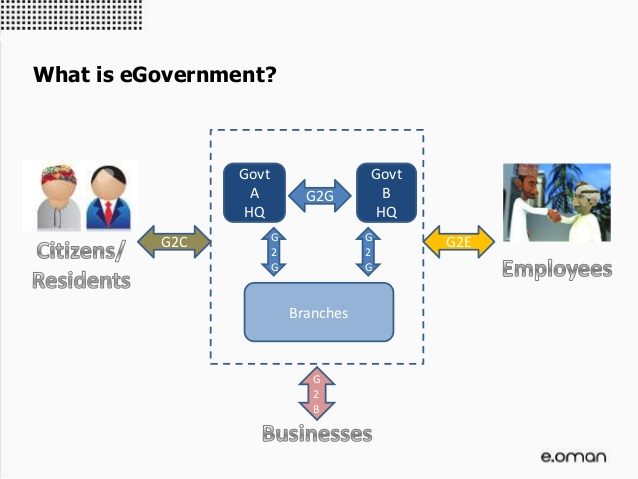 What is eGovernment?
Govt
A
HQ
G2G
Govt
B
HQ
G2C
G
2
G
G
2
G
G2E
Citizens/
Residents
Employees
Branches
G
2
B
Businesses
e.oman